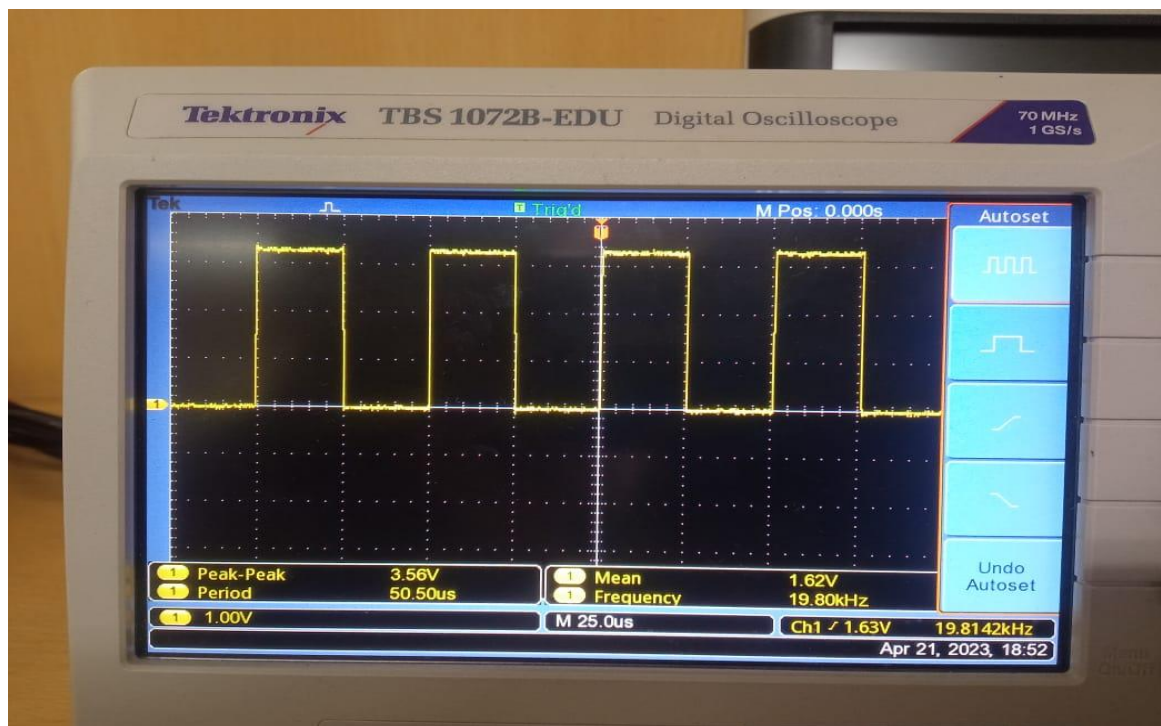 Tektronix TBS 1072B-EDU Digital Oscilloscope
70 MHz
1 GS/s
Tek Trig'd M Pos: 0.000s
Autoset
1 Peak-Peak 3.56V
1 Period 50.50us
1 Mean 1.62V
1 Frequency 19.80kHz
Undo
Autoset
1 1.00V M 25.0us Ch1 1.63V 19.8142kHz
Apr 21, 2023, 18:52